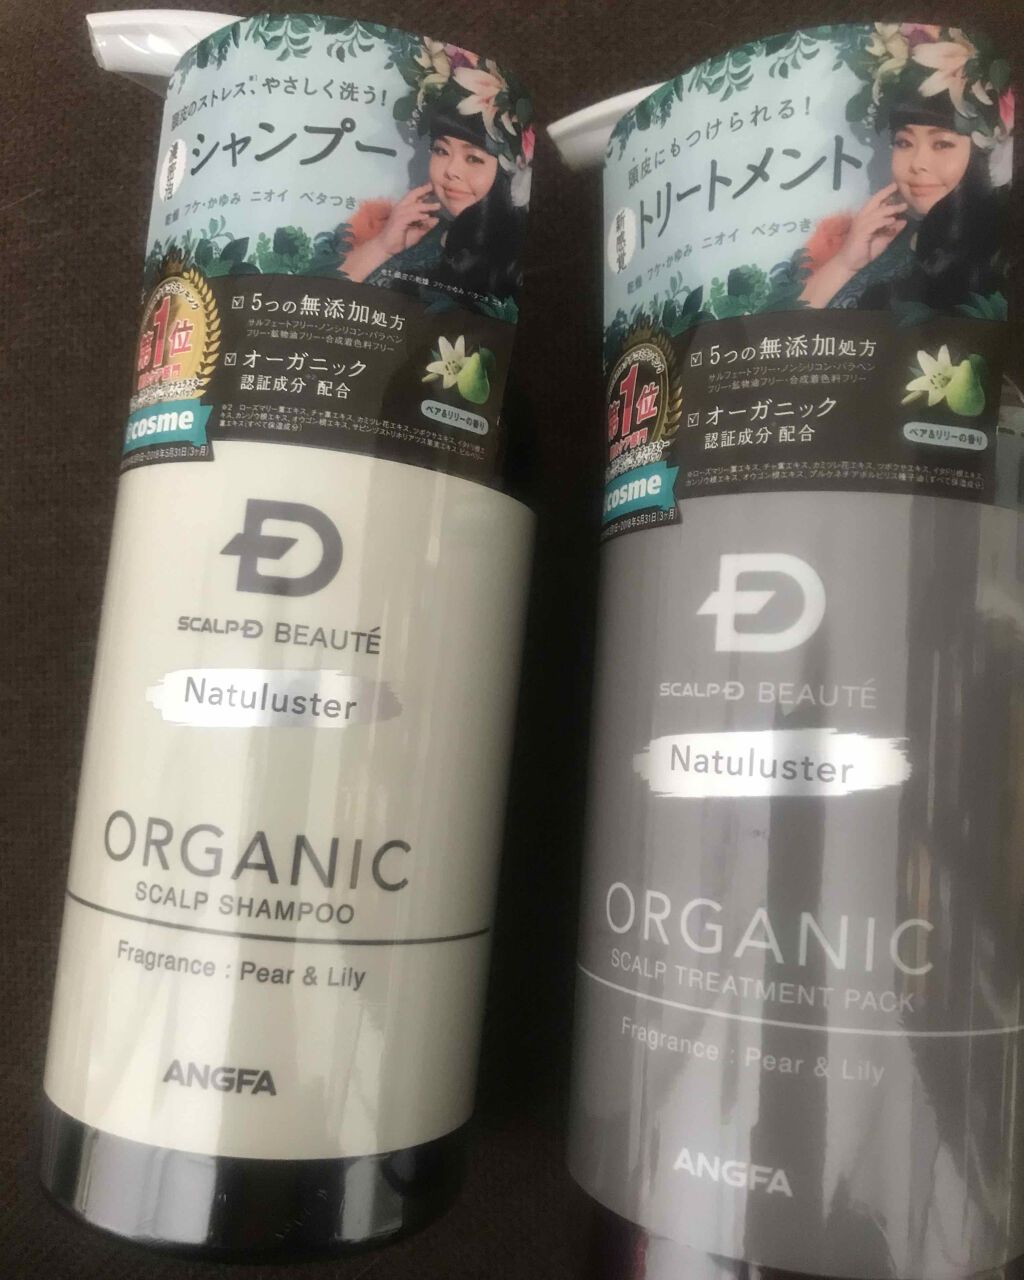 頭皮のストレス、やさしく洗う!
シャンプー
乾燥 フケ・かゆみ ニオイ ベタつき
5つの無添加処方
サルフェートフリー・ノンシリコン・パラベン
フリー・鉱物油フリー・合成着色料フリー
オーガニック
認証成分 配合
ペア&リリーの香り
第1位
@cosme
SCALP D BEAUTÉ
Natuluster
ORGANIC
SCALP SHAMPOO
Fragrance : Pear & Lily
ANGFA
頭皮にもつけられる!
新感覚
トリートメント
乾燥 フケ・かゆみ ニオイ ベタつき
5つの無添加処方
サルフェートフリー・ノンシリコン・パラベン
フリー・鉱物油フリー・合成着色料フリー
オーガニック
認証成分 配合
ペア&リリーの香り
第1位
@cosme
SCALP D BEAUTÉ
Natuluster
ORGANIC
SCALP TREATMENT PACK
Fragrance : Pear & Lily
ANGFA